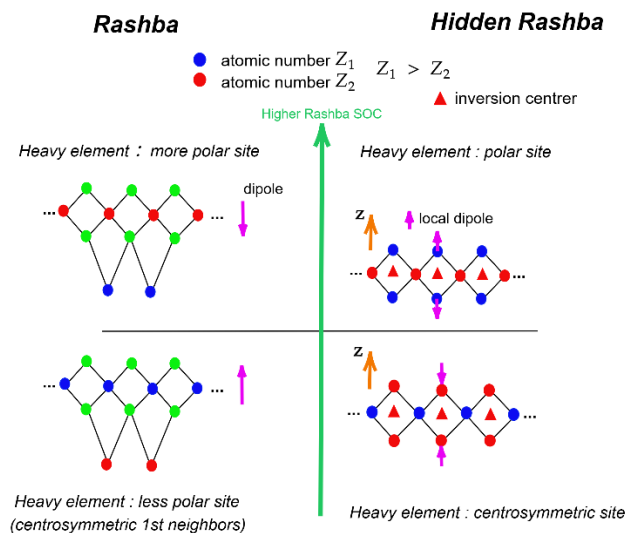 Rashba
Hidden Rashba
atomic number Z₁
atomic number Z₂
Z₁ > Z₂
inversion centrer
Higher Rashba SOC
Heavy element : more polar site
Heavy element : polar site
dipole
local dipole
z
... ...
... ...
z
... ...
... ...
Heavy element : less polar site
(centrosymmetric 1st neighbors)
Heavy element : centrosymmetric site